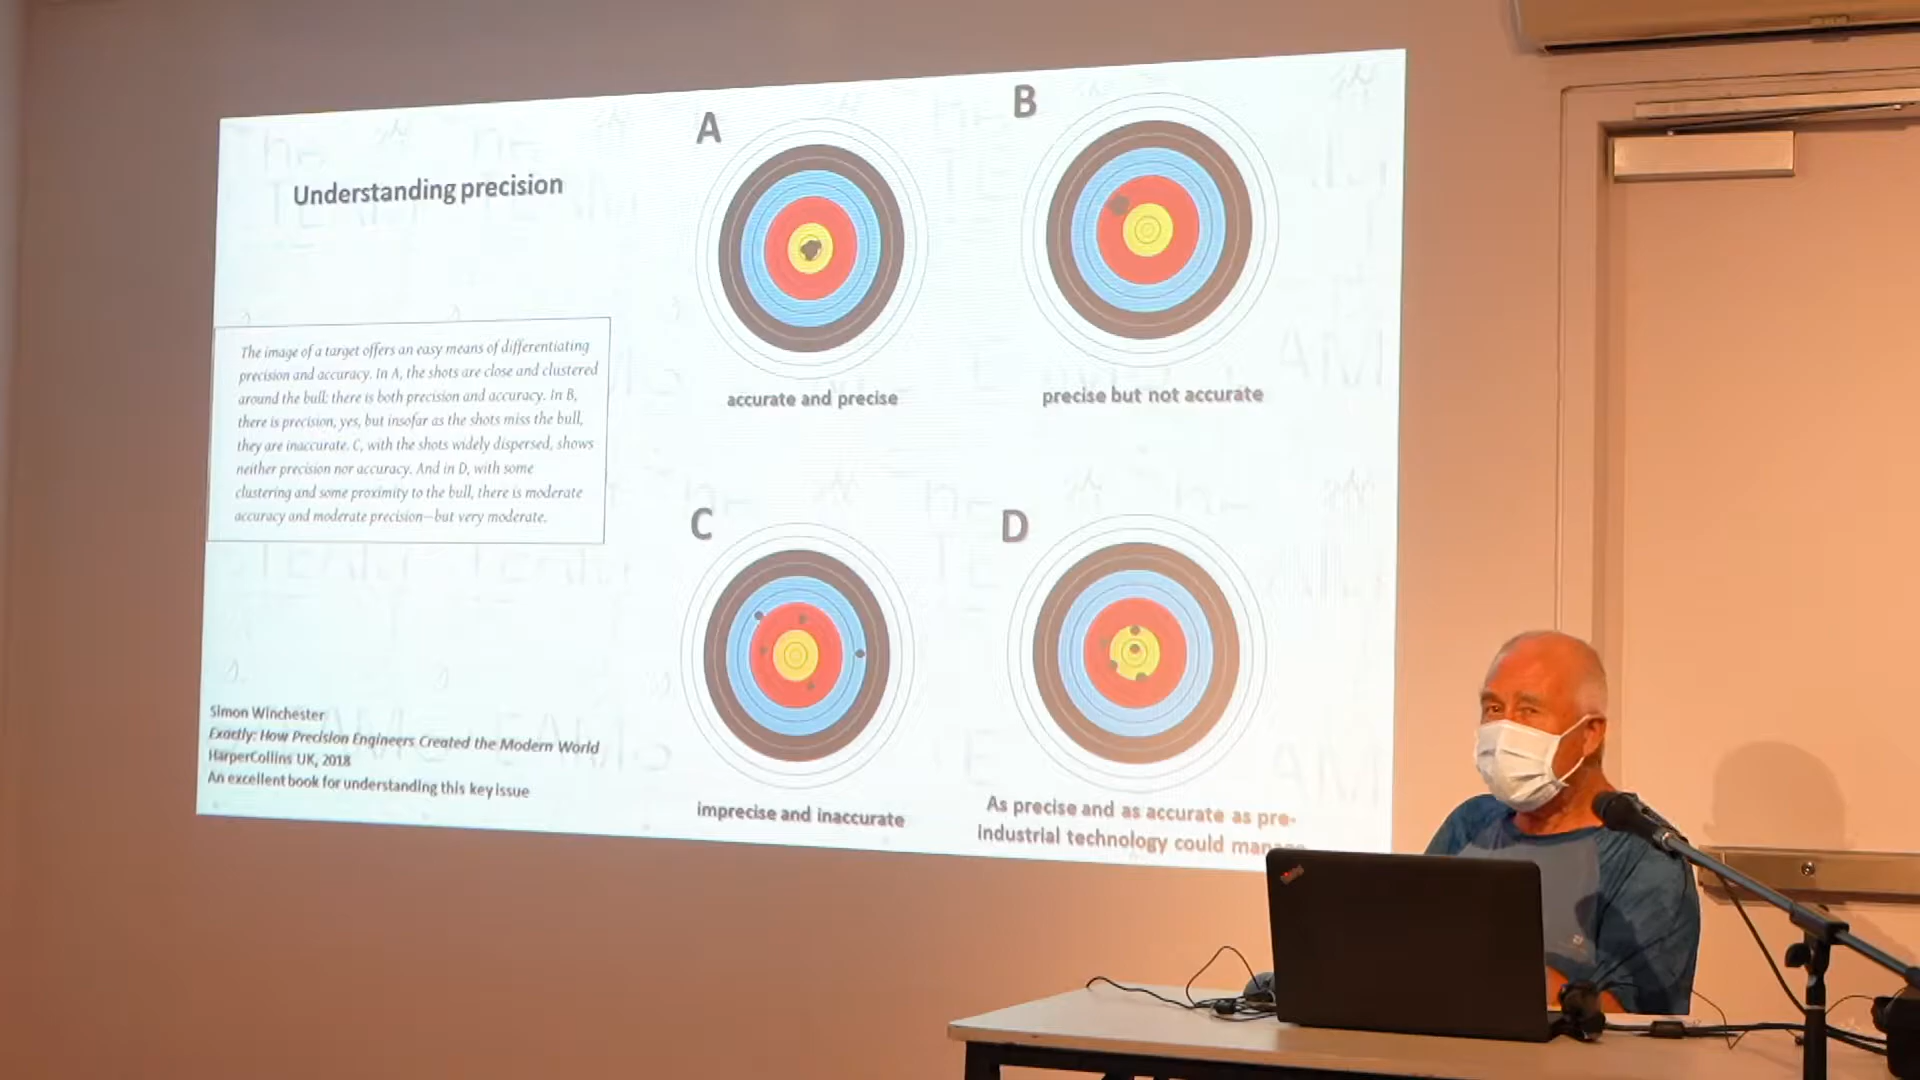 Understanding precision
The image of a target offers an easy means of differentiating
precision and accuracy. In A, the shots are close and clustered
around the bull: there is both precision and accuracy. In B,
there is precision, yes, but insofar as the shots miss the bull,
they are inaccurate. C, with the shots widely dispersed, shows
neither precision nor accuracy. And in D, with some
clustering and some proximity to the bull, there is moderate
accuracy and moderate precision—but very moderate.
Simon Winchester
Exactly: How Precision Engineers Created the Modern World
HarperCollins UK, 2018
An excellent book for understanding this key issue
A
accurate and precise
B
precise but not accurate
C
imprecise and inaccurate
D
As precise and as accurate as pre-
industrial technology could manage